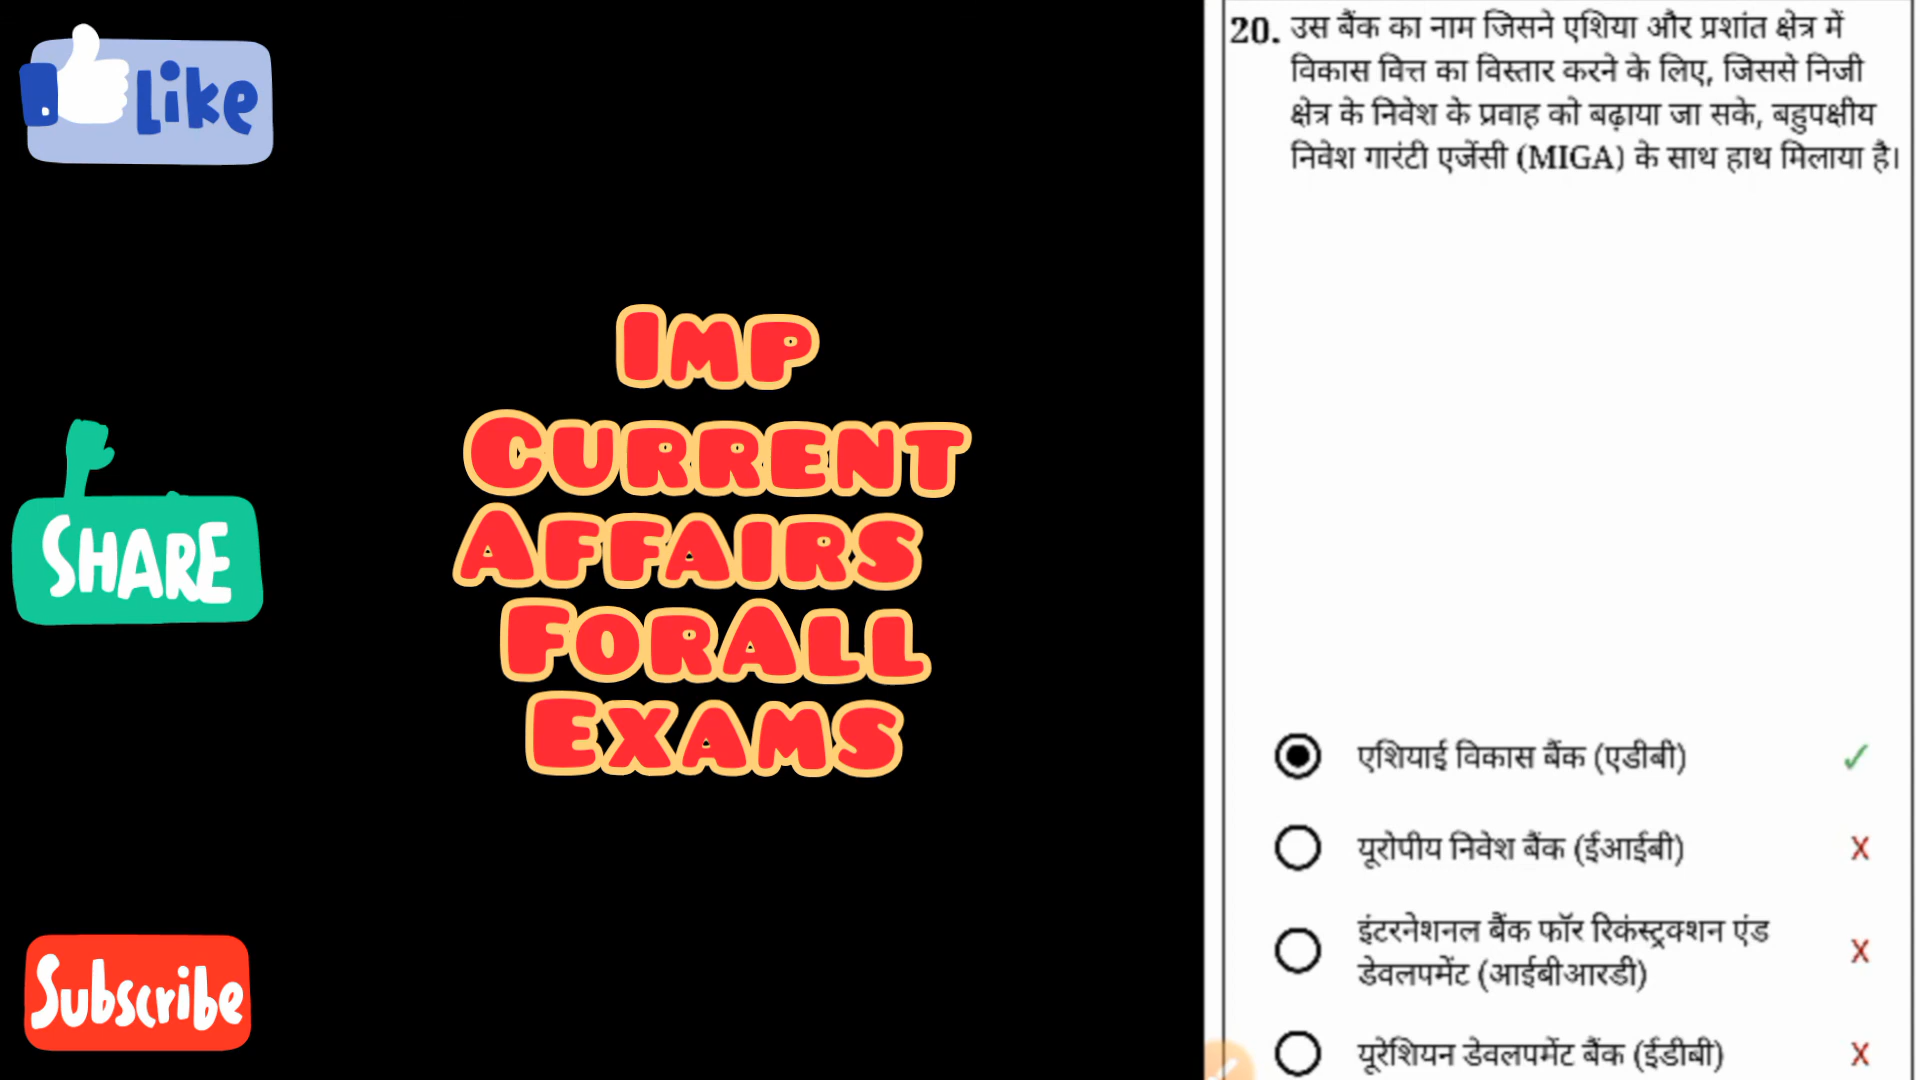 Like
SHARE
Subscribe
Imp
Current
Affairs
ForAll
Exams
20. उस बैंक का नाम जिसने एशिया और प्रशांत क्षेत्र में
विकास वित्त का विस्तार करने के लिए, जिससे निजी
क्षेत्र के निवेश के प्रवाह को बढ़ाया जा सके, बहुपक्षीय
निवेश गारंटी एजेंसी (MIGA) के साथ हाथ मिलाया है।
एशियाई विकास बैंक (एडीबी) ✓
यूरोपीय निवेश बैंक (ईआईबी) X
इंटरनेशनल बैंक फॉर रिकंस्ट्रक्शन एंड
डेवलपमेंट (आईबीआरडी) X
यूरेशियन डेवलपमेंट बैंक (ईडीबी) X